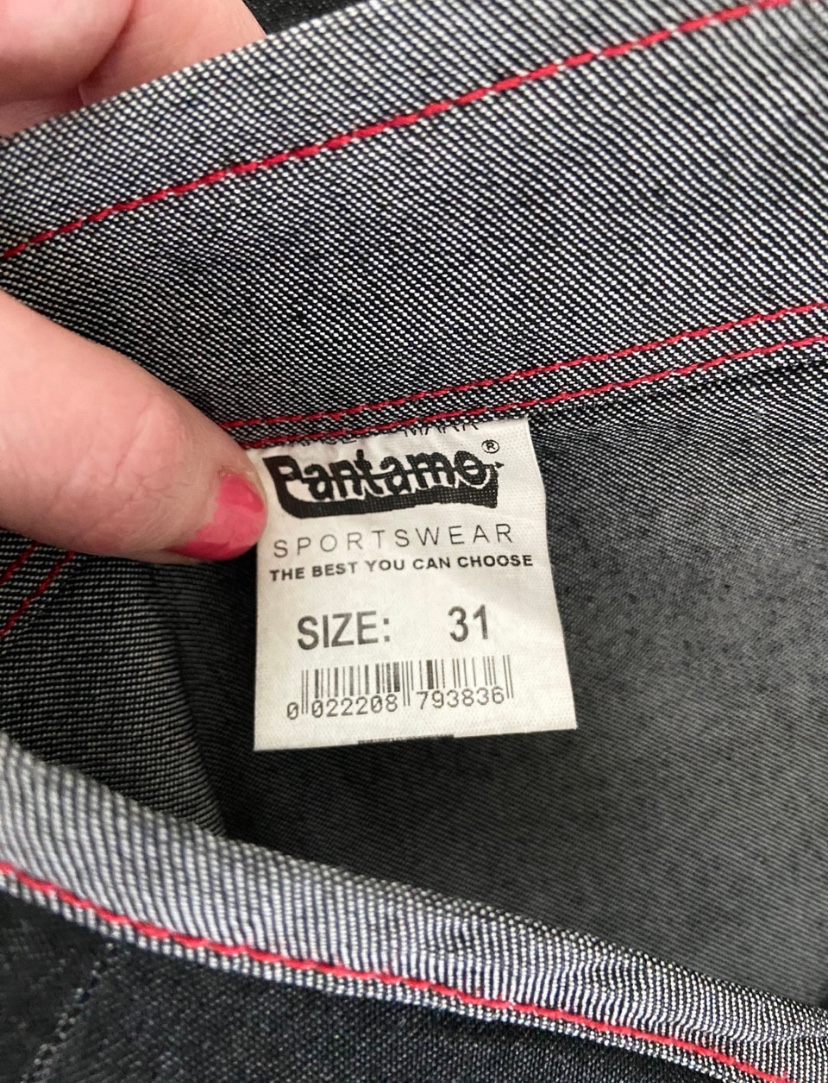 Pantamo®
SPORTSWEAR
THE BEST YOU CAN CHOOSE
SIZE: 31
0 022208 793836